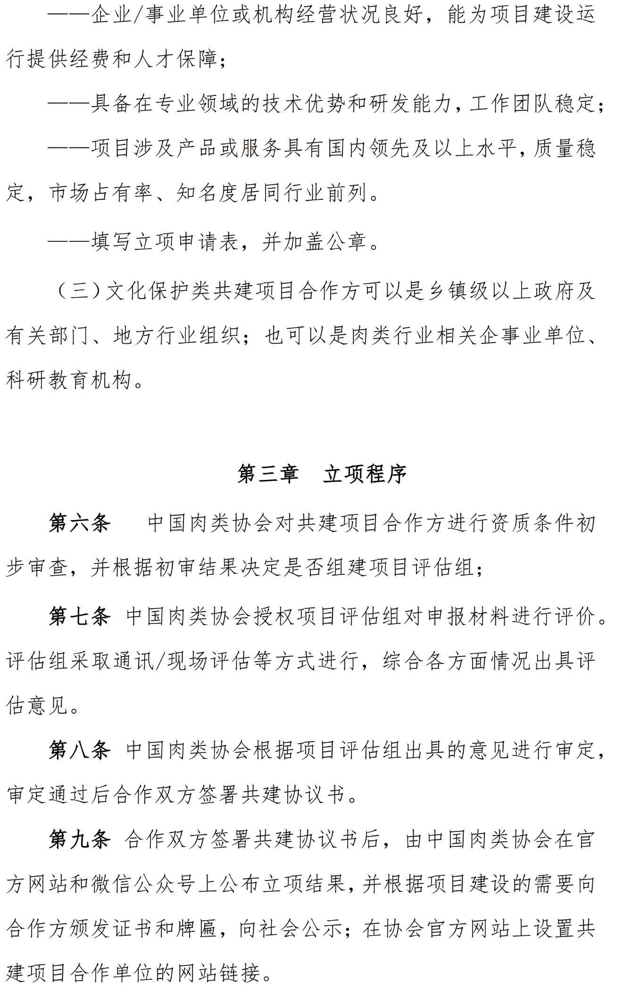 ——企业/事业单位或机构经营状况良好，能为项目建设运
行提供经费和人才保障；
——具备在专业领域的技术优势和研发能力，工作团队稳定；
——项目涉及产品或服务具有国内领先及以上水平，质量稳
定，市场占有率、知名度居同行业前列。
——填写立项申请表，并加盖公章。
（三）文化保护类共建项目合作方可以是乡镇级以上政府及
有关部门、地方行业组织；也可以是肉类行业相关企事业单位、
科研教育机构。
第三章 立项程序
第六条 中国肉类协会对共建项目合作方进行资质条件初
步审查，并根据初审结果决定是否组建项目评估组；
第七条 中国肉类协会授权项目评估组对申报材料进行评价。
评估组采取通讯/现场评估等方式进行，综合各方面情况出具评
估意见。
第八条 中国肉类协会根据项目评估组出具的意见进行审定，
审定通过后合作双方签署共建协议书。
第九条 合作双方签署共建协议书后，由中国肉类协会在官
方网站和微信公众号上公布立项结果，并根据项目建设的需要向
合作方颁发证书和牌匾，向社会公示；在协会官方网站上设置共
建项目合作单位的网站链接。